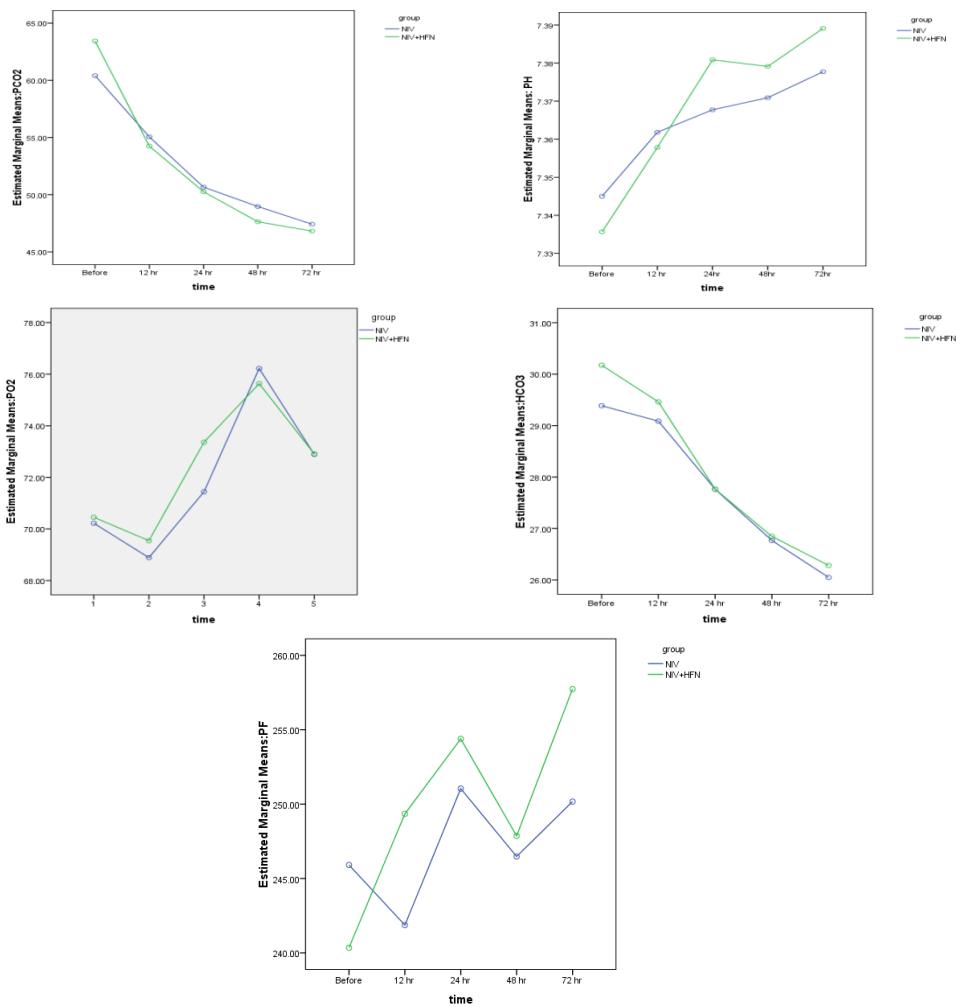 group
NIV
NIV+HFN
Estimated Marginal Means:PCO2
65.00
60.00
55.00
50.00
45.00
Before 12 hr 24 hr 48 hr 72 hr
time
group
NIV
NIV+HFN
Estimated Marginal Means: PH
7.39
7.38
7.37
7.36
7.35
7.34
7.33
Before 12 hr 24hr 48hr 72hr
time
group
NIV
NIV+HFN
Estimated Marginal Means:PO2
78.00
76.00
74.00
72.00
70.00
68.00
1 2 3 4 5
time
group
NIV
NIV+HFN
Estimated Marginal Means:HCO3
31.00
30.00
29.00
28.00
27.00
26.00
Before 12 hr 24 hr 48 hr 72 hr
time
group
NIV
NIV+HFN
Estimated Marginal Means:PF
260.00
255.00
250.00
245.00
240.00
Before 12 hr 24 hr 48 hr 72 hr
time